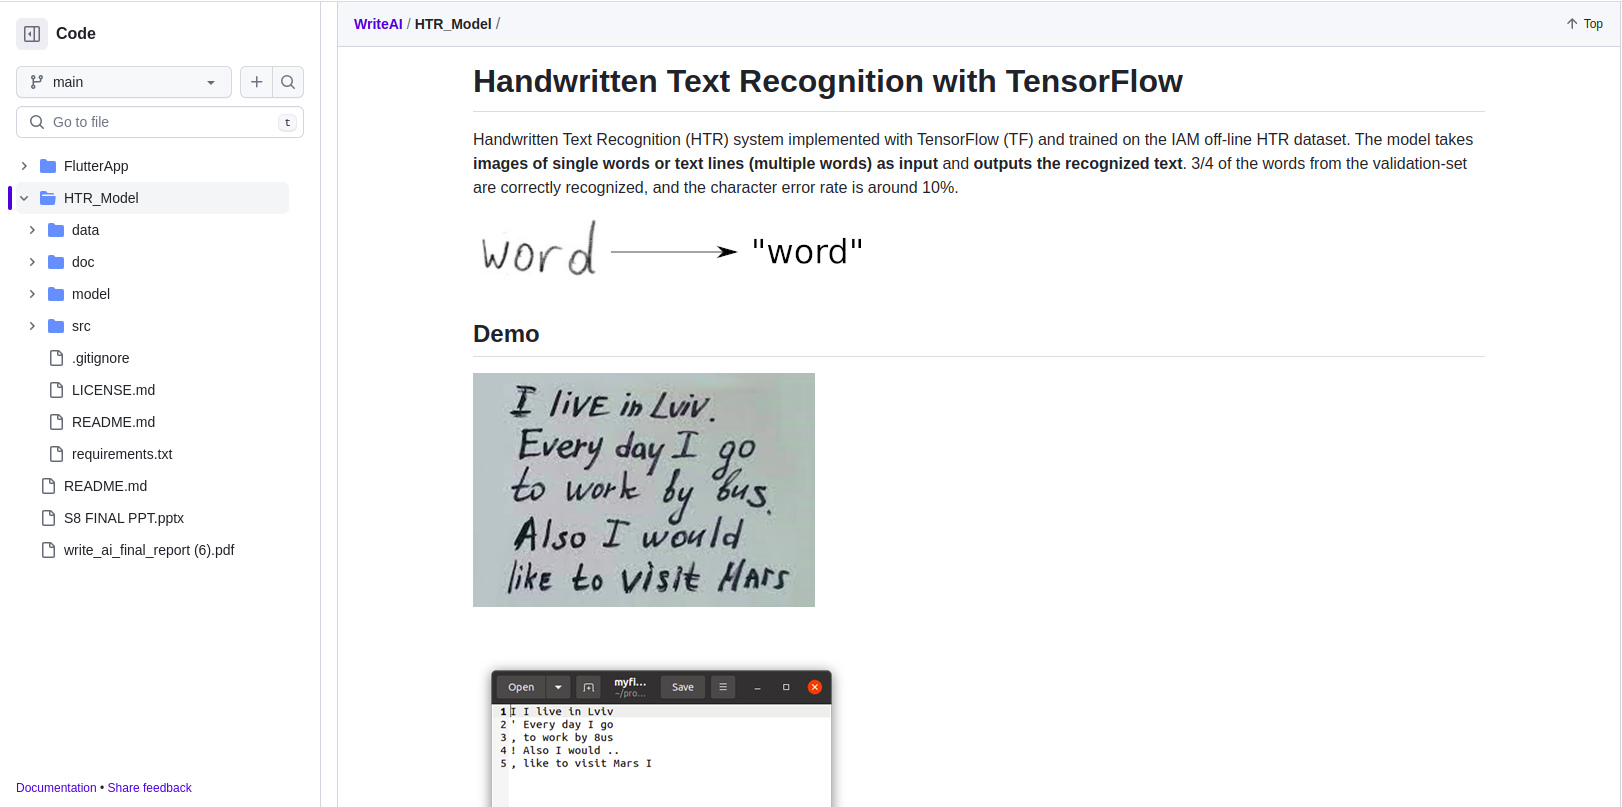 Code
main
Go to file
t
FlutterApp
HTR_Model
data
doc
model
src
.gitignore
LICENSE.md
README.md
requirements.txt
README.md
S8 FINAL PPT.pptx
write_ai_final_report (6).pdf
Documentation • Share feedback
WriteAI / HTR_Model /
Top
Handwritten Text Recognition with TensorFlow
Handwritten Text Recognition (HTR) system implemented with TensorFlow (TF) and trained on the IAM off-line HTR dataset. The model takes
images of single words or text lines (multiple words) as input and outputs the recognized text. 3/4 of the words from the validation-set
are correctly recognized, and the character error rate is around 10%.
word "word"
Demo
I live in Lviv.
Every day I go
to work by bus.
Also I would
like to visit Mars
Open myfi... Save
~/pro...
1 I I live in Lviv
2 ' Every day I go
3 , to work by 8us
4 ! Also I would ..
5 , like to visit Mars I